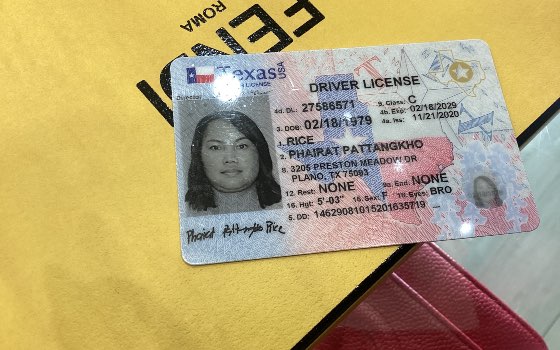 FENDI
ROMA
Texas USA
DRIVER LICENSE
4d. DL: 27586571 9. Class: C
4b. Exp: 02/18/2029
3. DOB: 02/18/1979 4a. Iss: 11/21/2020
1. RICE
2. PHAIRAT PATTANGKHO
8. 3205 PRESTON MEADOW DR
PLANO, TX 75093
12. Rest: NONE 9a. End: NONE
16. Hgt: 5'-03" 15. Sex: F 18. Eyes: BRO
5. DD: 14629081015201635719
Rice